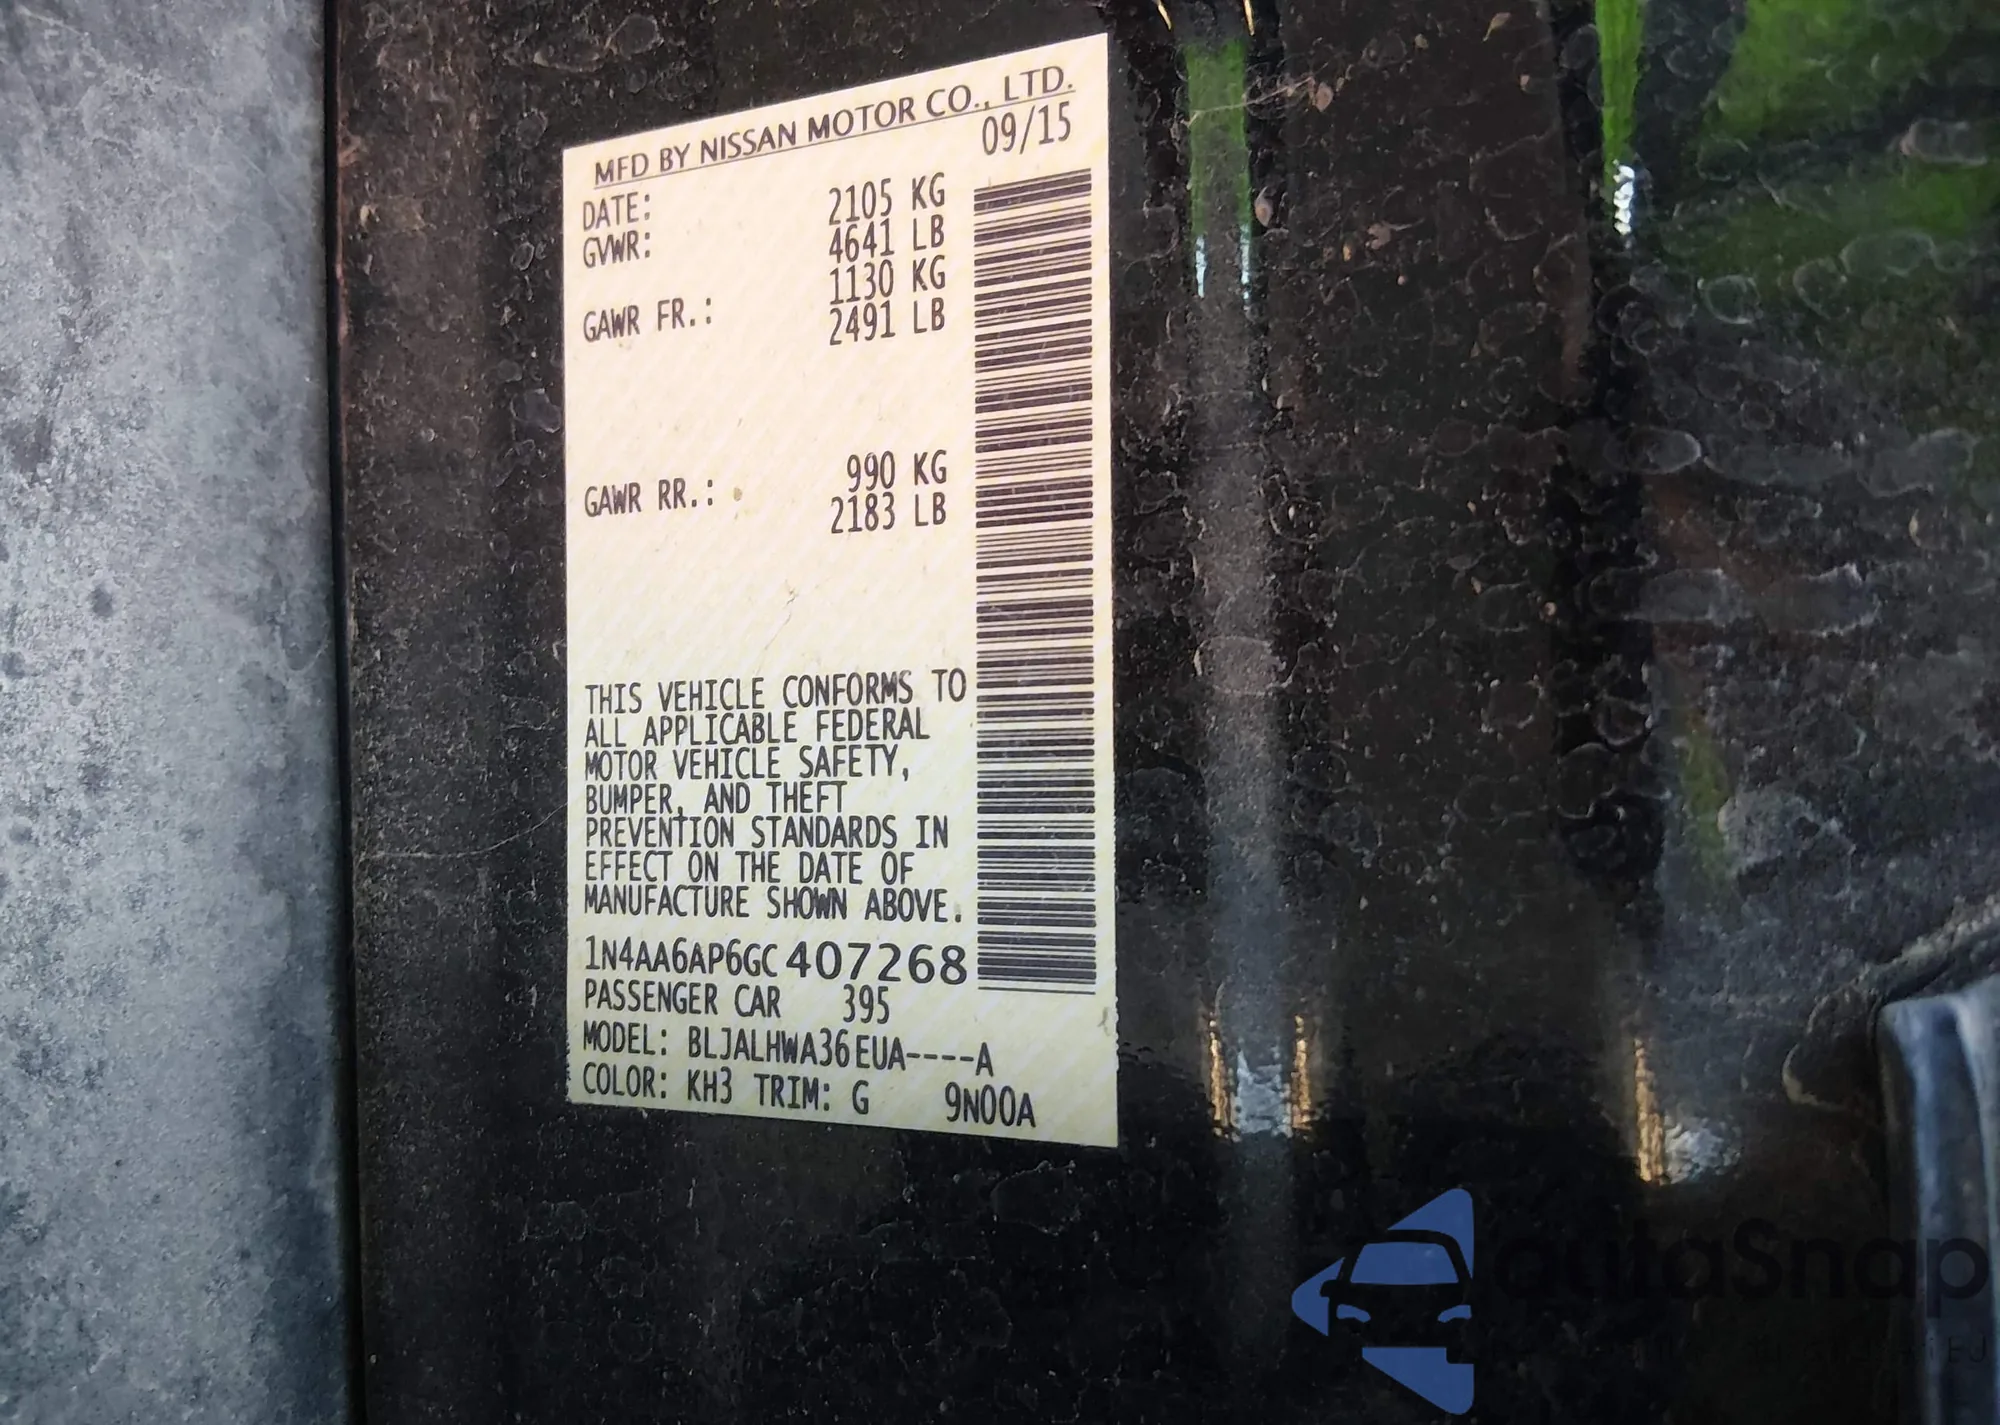 MFD BY NISSAN MOTOR CO., LTD.
DATE: 09/15
GVWR: 2105 KG
4641 LB
GAWR FR.: 1130 KG
2491 LB
GAWR RR.: 990 KG
2183 LB
THIS VEHICLE CONFORMS TO
ALL APPLICABLE FEDERAL
MOTOR VEHICLE SAFETY,
BUMPER, AND THEFT
PREVENTION STANDARDS IN
EFFECT ON THE DATE OF
MANUFACTURE SHOWN ABOVE.
1N4AA6AP6GC407268
PASSENGER CAR 395
MODEL: BLJALHWA36EUA----A
COLOR: KH3 TRIM: G 9N00A
autaSnap